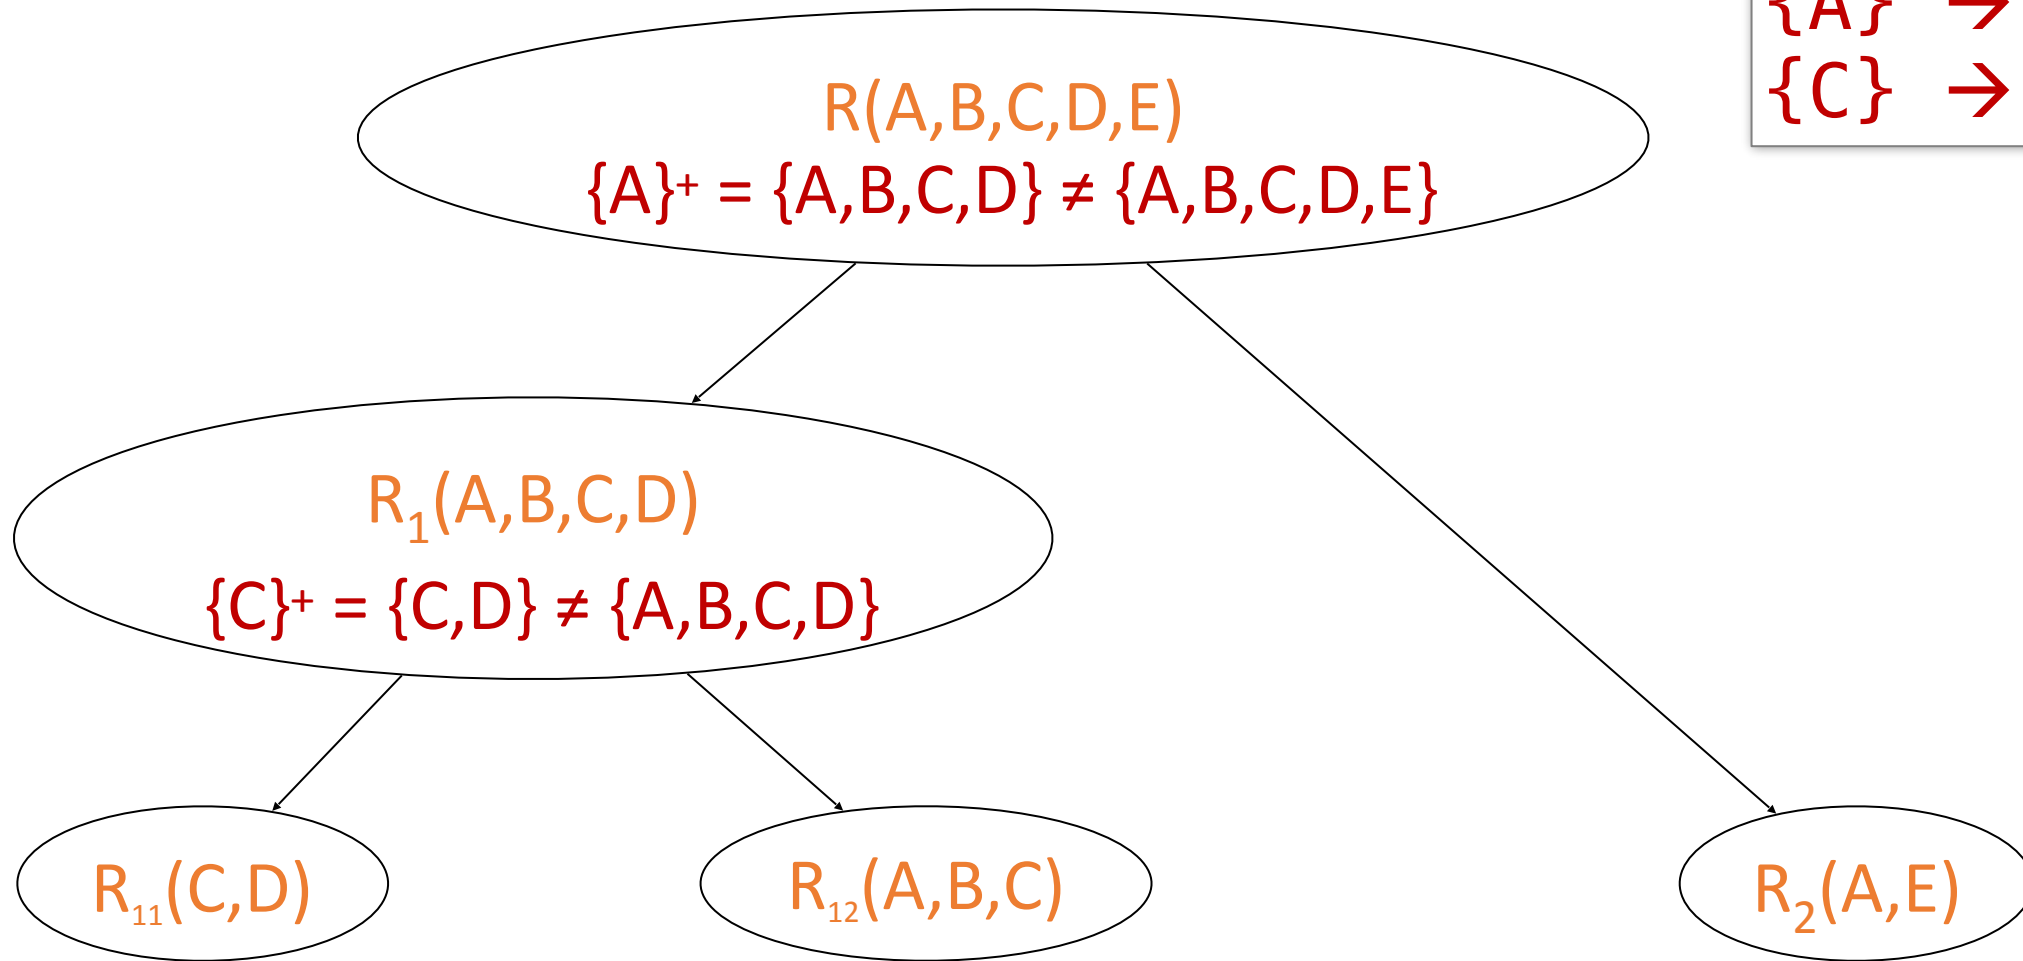 {A} →
{C} →
R(A,B,C,D,E)
{A}⁺ = {A,B,C,D} ≠ {A,B,C,D,E}
R₁(A,B,C,D)
{C}⁺ = {C,D} ≠ {A,B,C,D}
R₁₁(C,D)
R₁₂(A,B,C)
R₂(A,E)